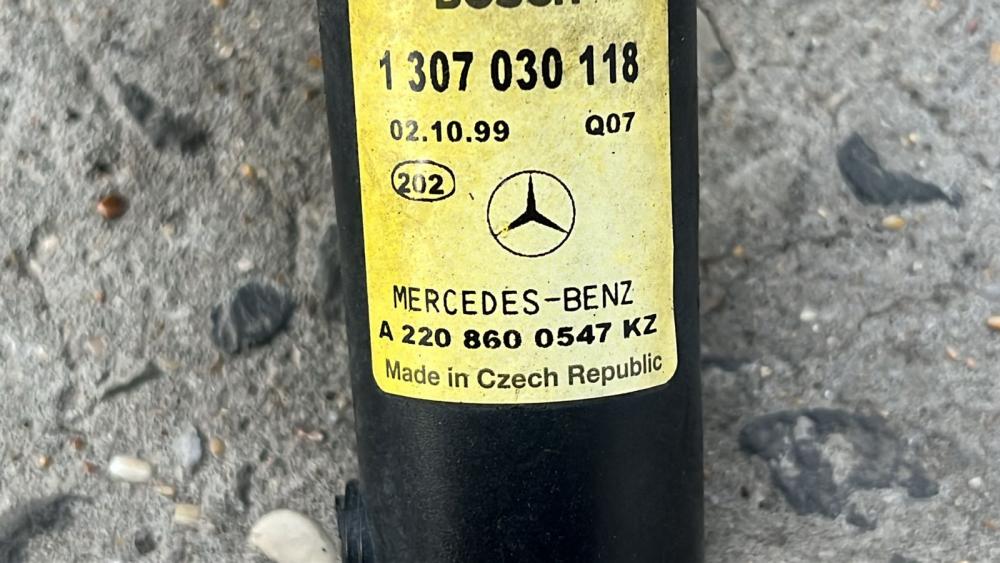 BOSCH
1 307 030 118
02.10.99 Q07
202
MERCEDES-BENZ
A 220 860 0547 KZ
Made in Czech Republic